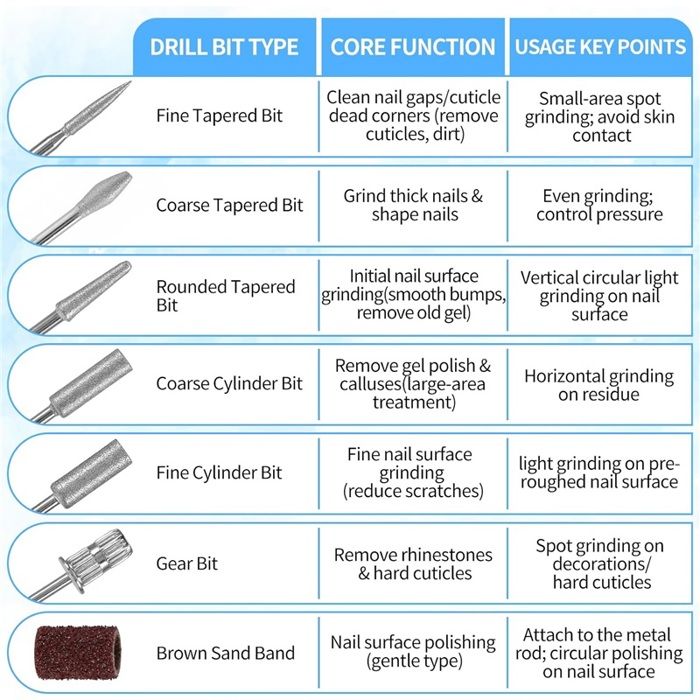 DRILL BIT TYPE
CORE FUNCTION
USAGE KEY POINTS
Fine Tapered Bit
Clean nail gaps/cuticle
dead corners (remove
cuticles, dirt)
Small-area spot
grinding; avoid skin
contact
Coarse Tapered Bit
Grind thick nails &
shape nails
Even grinding;
control pressure
Rounded Tapered
Bit
Initial nail surface
grinding(smooth bumps,
remove old gel)
Vertical circular light
grinding on nail
surface
Coarse Cylinder Bit
Remove gel polish &
calluses(large-area
treatment)
Horizontal grinding
on residue
Fine Cylinder Bit
Fine nail surface
grinding
(reduce scratches)
light grinding on pre-
roughed nail surface
Gear Bit
Remove rhinestones
& hard cuticles
Spot grinding on
decorations/
hard cuticles
Brown Sand Band
Nail surface polishing
(gentle type)
Attach to the metal
rod; circular polishing
on nail surface